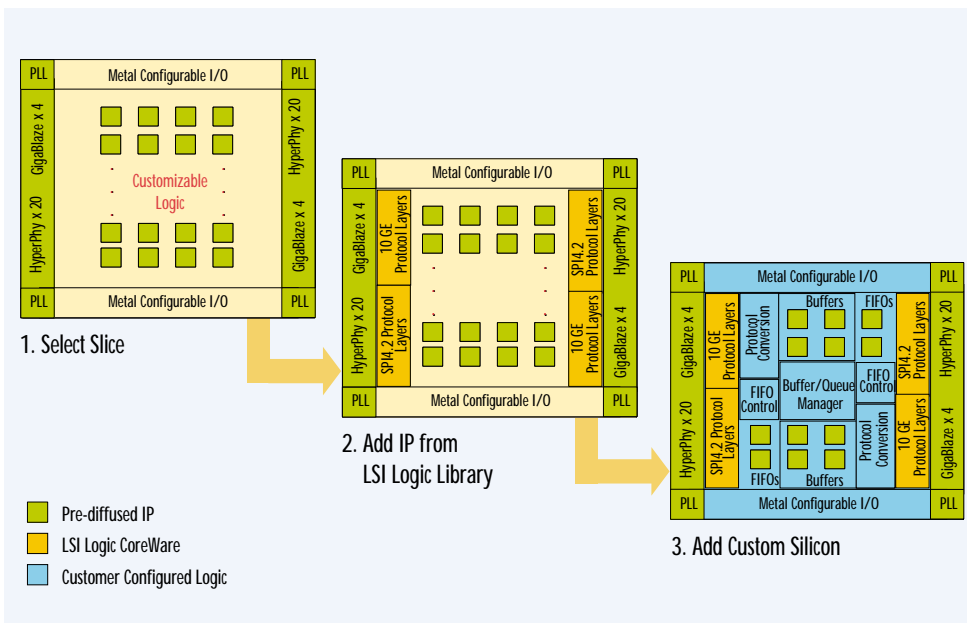 PLL
Metal Configurable I/O
PLL
GigaBlaze x 4
HyperPhy x 20
HyperPhy x 20
GigaBlaze x 4
Customizable
Logic
PLL
Metal Configurable I/O
PLL
1. Select Slice
PLL
Metal Configurable I/O
PLL
GigaBlaze x 4
HyperPhy x 20
10 GE
Protocol Layers
SPI4.2 Protocol
Layers
SPI4.2
Protocol Layers
10 GE
Protocol Layers
HyperPhy x 20
GigaBlaze x 4
PLL
Metal Configurable I/O
PLL
2. Add IP from
LSI Logic Library
PLL
Metal Configurable I/O
PLL
GigaBlaze x 4
HyperPhy x 20
10 GE
Protocol Layers
SPI4.2 Protocol
Layers
Protocol
Conversion
Buffers
FIFOs
FIFO
Control
Buffer/Queue
Manager
FIFO
Control
FIFOs
Buffers
Protocol
Conversion
SPI4.2
Protocol Layers
10 GE
Protocol Layers
HyperPhy x 20
GigaBlaze x 4
PLL
Metal Configurable I/O
PLL
3. Add Custom Silicon
Pre-diffused IP
LSI Logic CoreWare
Customer Configured Logic